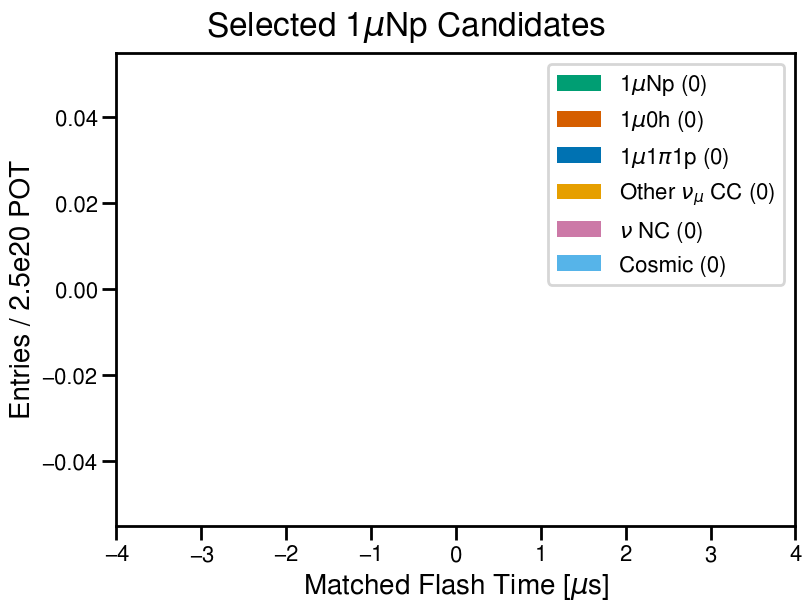 Selected 1μNp Candidates
1μNp (0)
1μ0h (0)
1μ1π1p (0)
Other νμ CC (0)
ν NC (0)
Cosmic (0)
Entries / 2.5e20 POT
0.04
0.02
0.00
−0.02
−0.04
−4 −3 −2 −1 0 1 2 3 4
Matched Flash Time [μs]